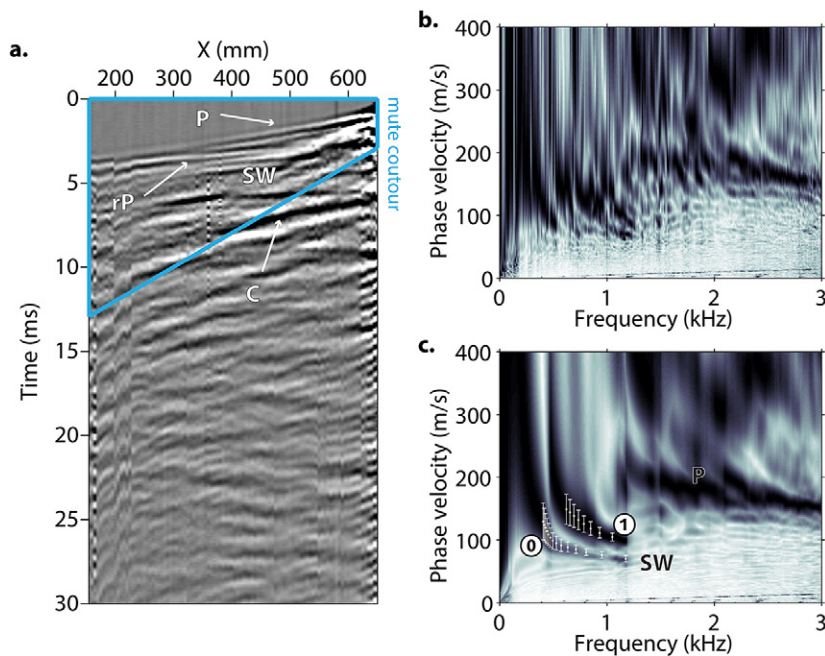 a.
X (mm)
200 300 400 500 600
0
5
10
15
20
25
30
Time (ms)
P
rP
SW
C
mute coutour
b.
400
300
200
100
0
Phase velocity (m/s)
0 1 2 3
Frequency (kHz)
c.
400
300
200
100
0
Phase velocity (m/s)
P
1
0
SW
0 1 2 3
Frequency (kHz)